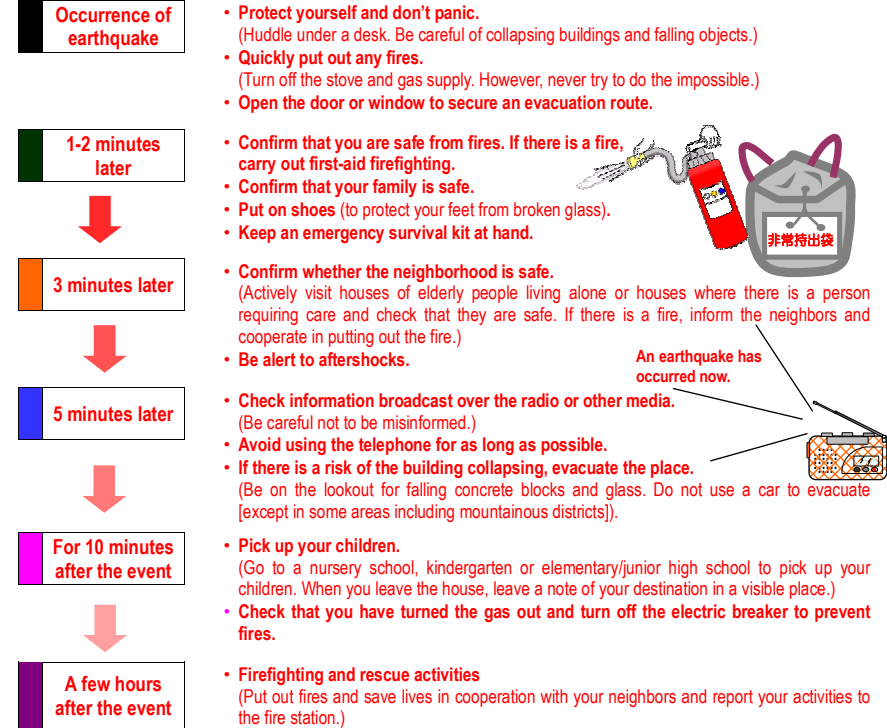 Occurrence of
earthquake
• Protect yourself and don't panic.
(Huddle under a desk. Be careful of collapsing buildings and falling objects.)
• Quickly put out any fires.
(Turn off the stove and gas supply. However, never try to do the impossible.)
• Open the door or window to secure an evacuation route.
1-2 minutes
later
• Confirm that you are safe from fires. If there is a fire,
carry out first-aid firefighting.
• Confirm that your family is safe.
• Put on shoes (to protect your feet from broken glass).
• Keep an emergency survival kit at hand.
非常持出袋
3 minutes later
• Confirm whether the neighborhood is safe.
(Actively visit houses of elderly people living alone or houses where there is a person
requiring care and check that they are safe. If there is a fire, inform the neighbors and
cooperate in putting out the fire.)
• Be alert to aftershocks.
An earthquake has
occurred now.
5 minutes later
• Check information broadcast over the radio or other media.
(Be careful not to be misinformed.)
• Avoid using the telephone for as long as possible.
• If there is a risk of the building collapsing, evacuate the place.
(Be on the lookout for falling concrete blocks and glass. Do not use a car to evacuate
[except in some areas including mountainous districts]).
For 10 minutes
after the event
• Pick up your children.
(Go to a nursery school, kindergarten or elementary/junior high school to pick up your
children. When you leave the house, leave a note of your destination in a visible place.)
• Check that you have turned the gas out and turn off the electric breaker to prevent
fires.
A few hours
after the event
• Firefighting and rescue activities
(Put out fires and save lives in cooperation with your neighbors and report your activities to
the fire station.)